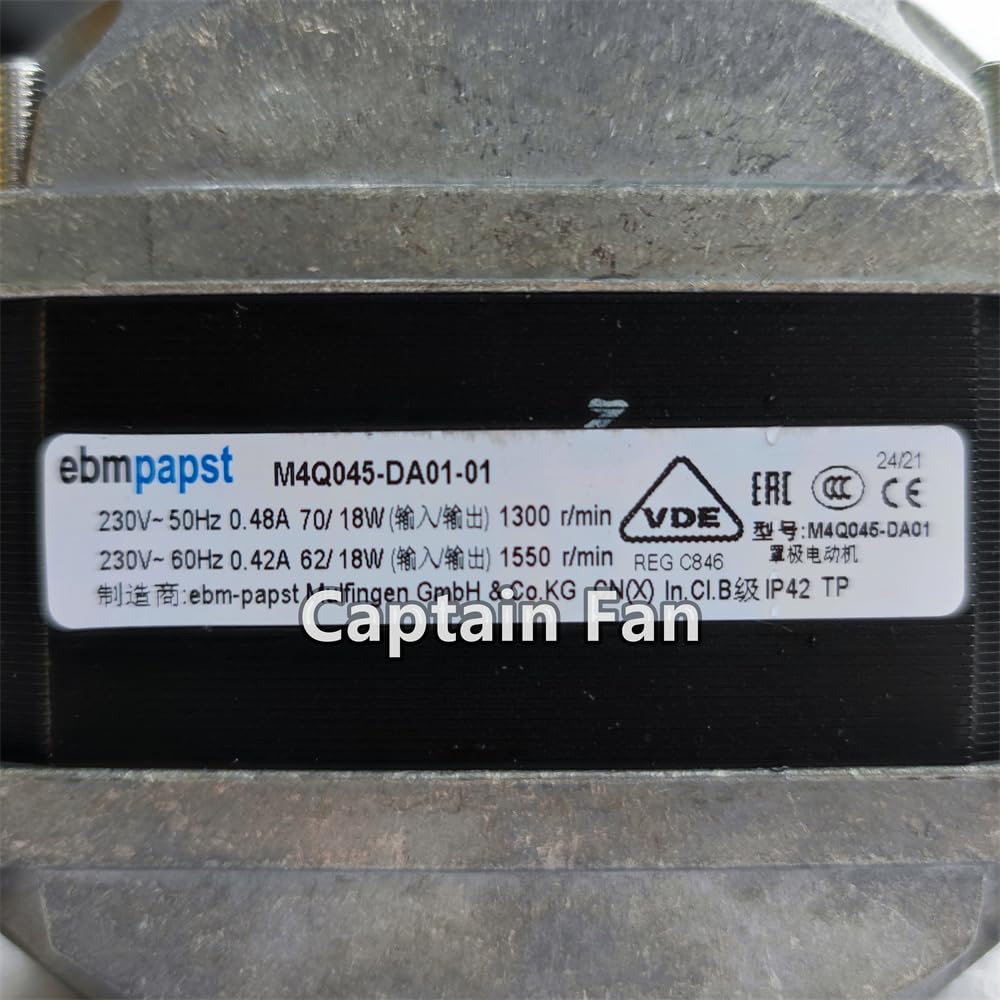 ebmpapst M4Q045-DA01-01
24/21
EAC CCC CE
230V~ 50Hz 0.48A 70/ 18W (输入/输出) 1300 r/min
230V~ 60Hz 0.42A 62/ 18W (输入/输出) 1550 r/min
VDE
REG C846
型号:M4Q045-DA01
罩极电动机
制造商:ebm-papst Mulfingen GmbH & Co.KG CN(X) In.Cl.B级 IP42 TP
Captain Fan